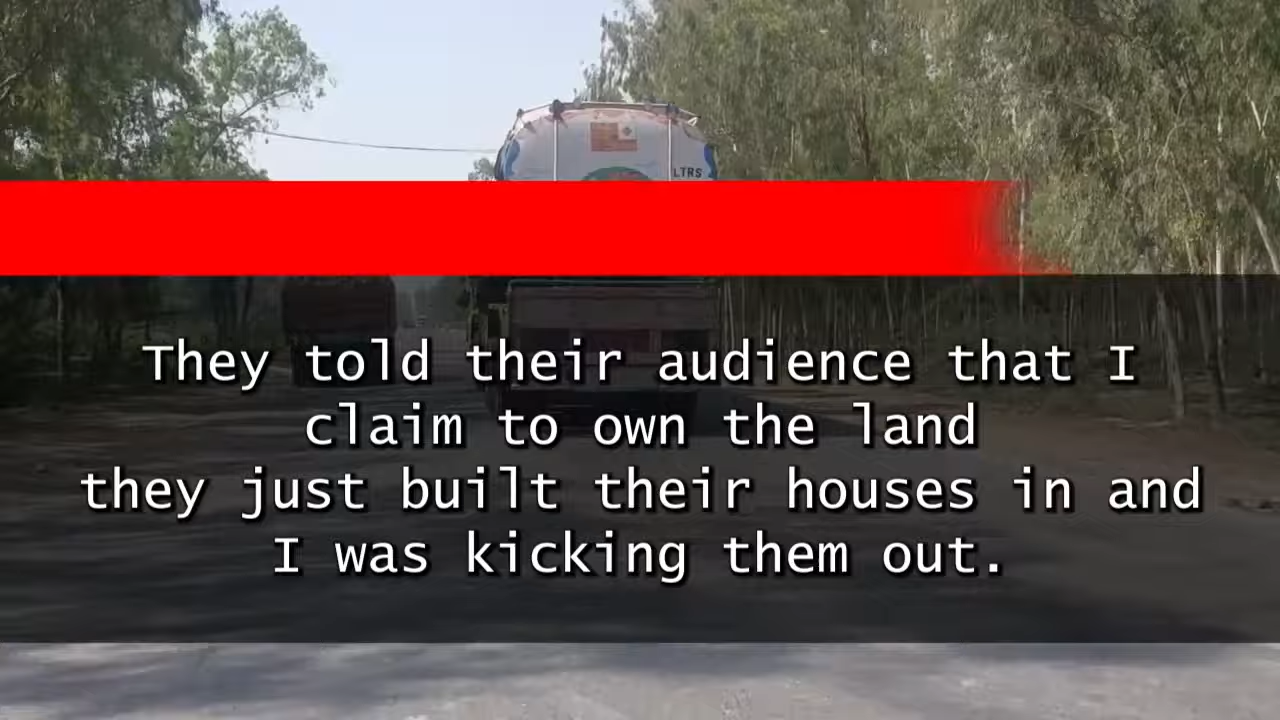 LTRS
They told their audience that I
claim to own the land
they just built their houses in and
I was kicking them out.